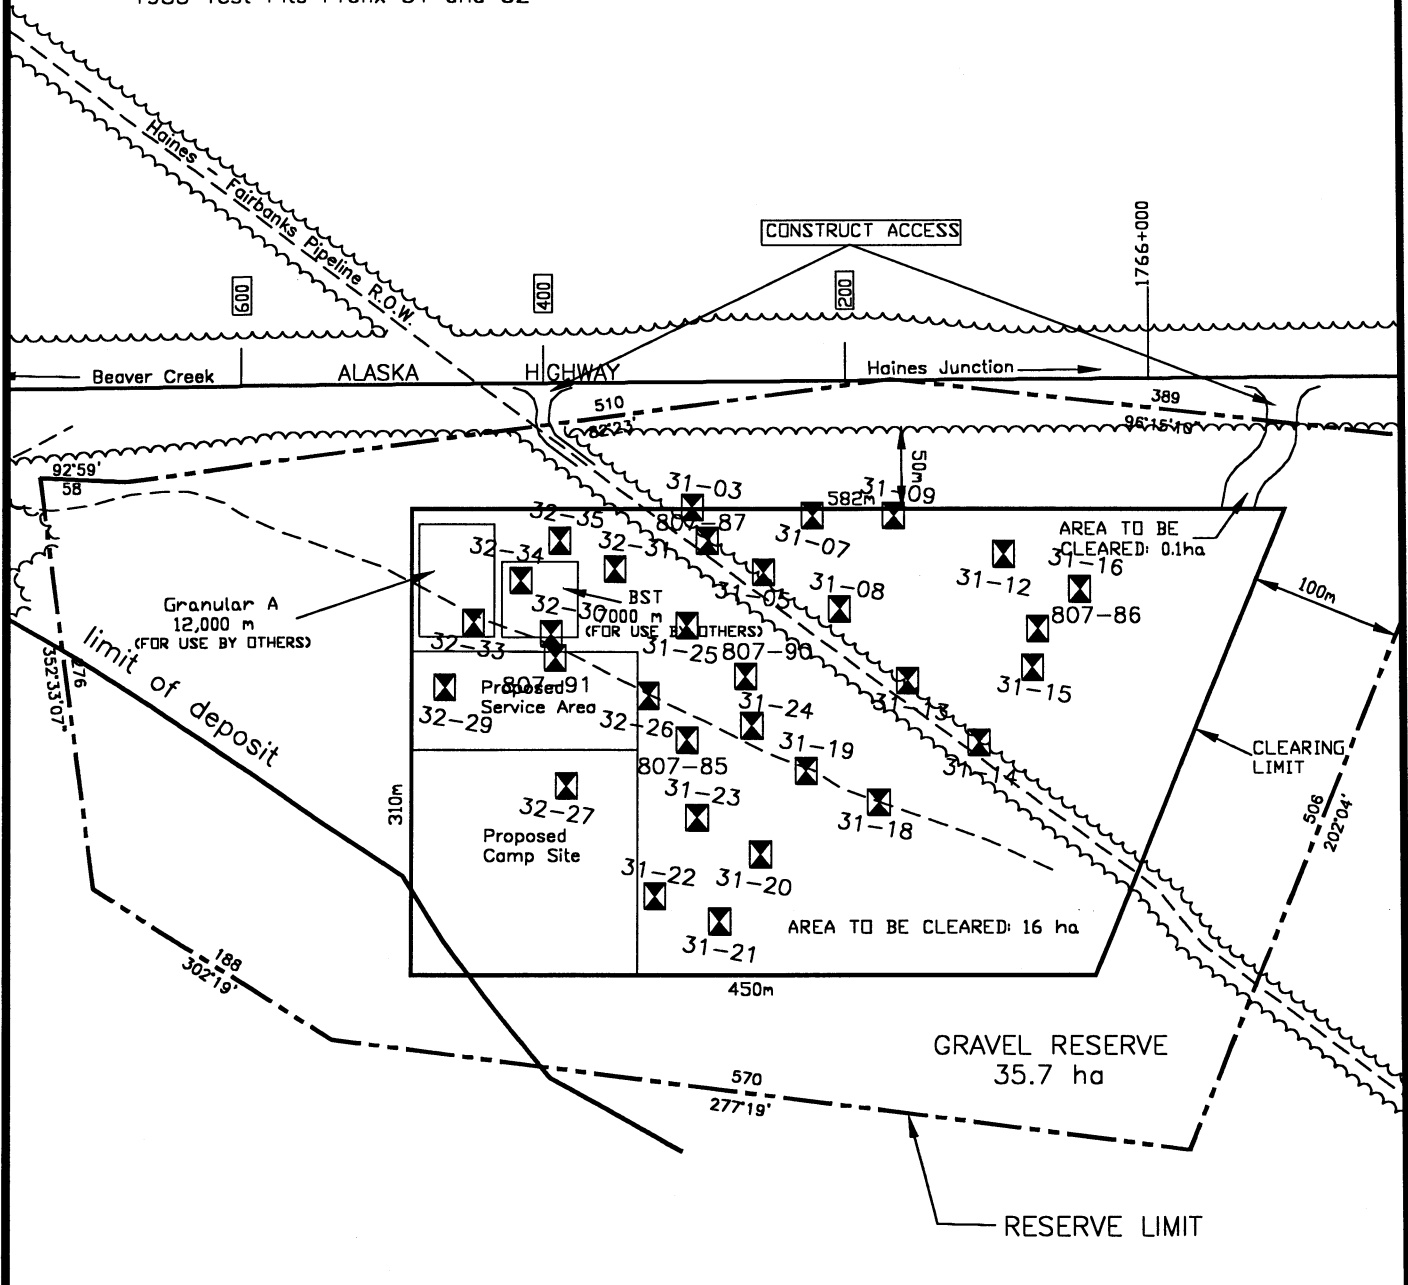 Haines - Fairbanks Pipeline R.O.W.
CONSTRUCT ACCESS
600
400
200
1766+000
Beaver Creek
ALASKA HIGHWAY
Haines Junction
510
82°23'
389
96°15'10"
92°59'
58
50m
582m
31-03
31-09
807-87
32-35
31-07
32-34
32-31
AREA TO BE
CLEARED: 0.1ha
31-16
31-12
31-05
31-08
807-86
100m
Granular A
12,000 m
(FOR USE BY OTHERS)
BST
7000 m
(FOR USE BY OTHERS)
32-30
32-33
31-25
807-90
31-15
limit of deposit
276
352°33'07"
807-91
Proposed
Service Area
32-29
32-26
31-24
31-13
31-19
807-85
31-14
CLEARING
LIMIT
310m
32-27
31-23
31-18
506
202°04'
Proposed
Camp Site
31-22
31-20
AREA TO BE CLEARED: 16 ha
31-21
188
302°19'
450m
GRAVEL RESERVE
35.7 ha
570
277°19'
RESERVE LIMIT